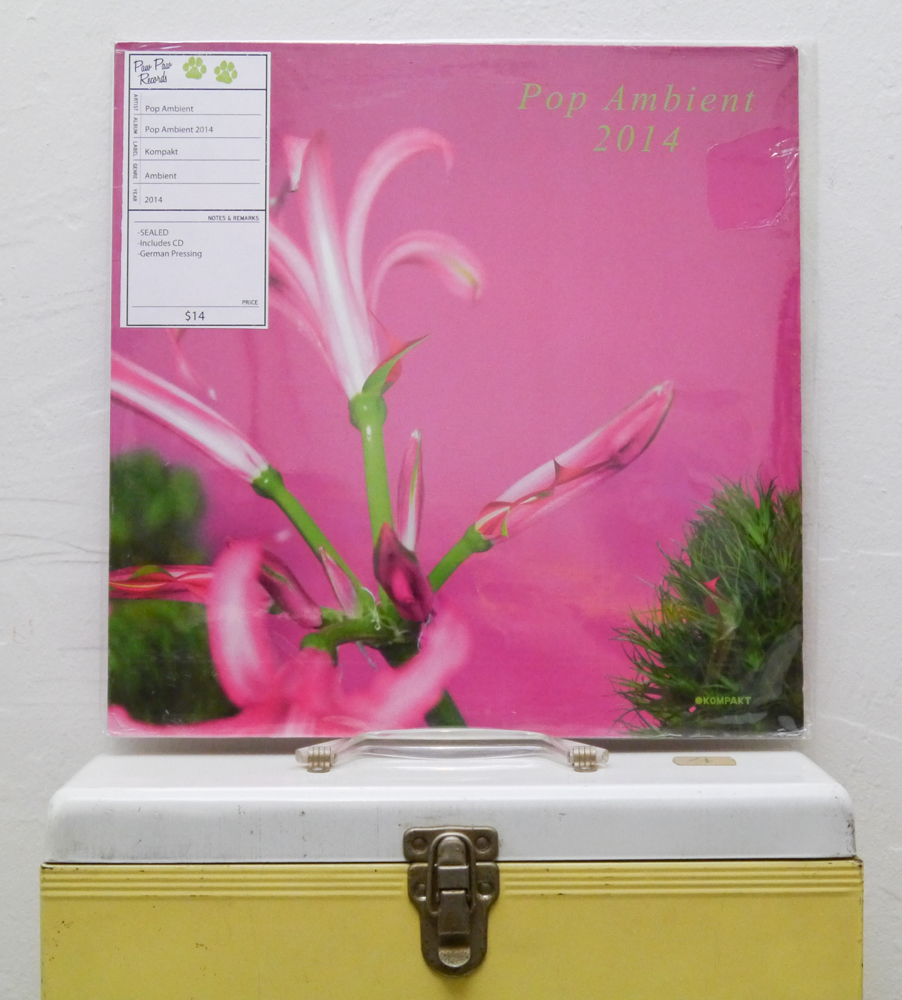 Paw Paw
Records
ARTIST
Pop Ambient
ALBUM
Pop Ambient 2014
LABEL
Kompakt
GENRE
Ambient
YEAR
2014
NOTES & REMARKS
-SEALED
-Includes CD
-German Pressing
PRICE
$14
Pop Ambient
2014
KOMPAKT